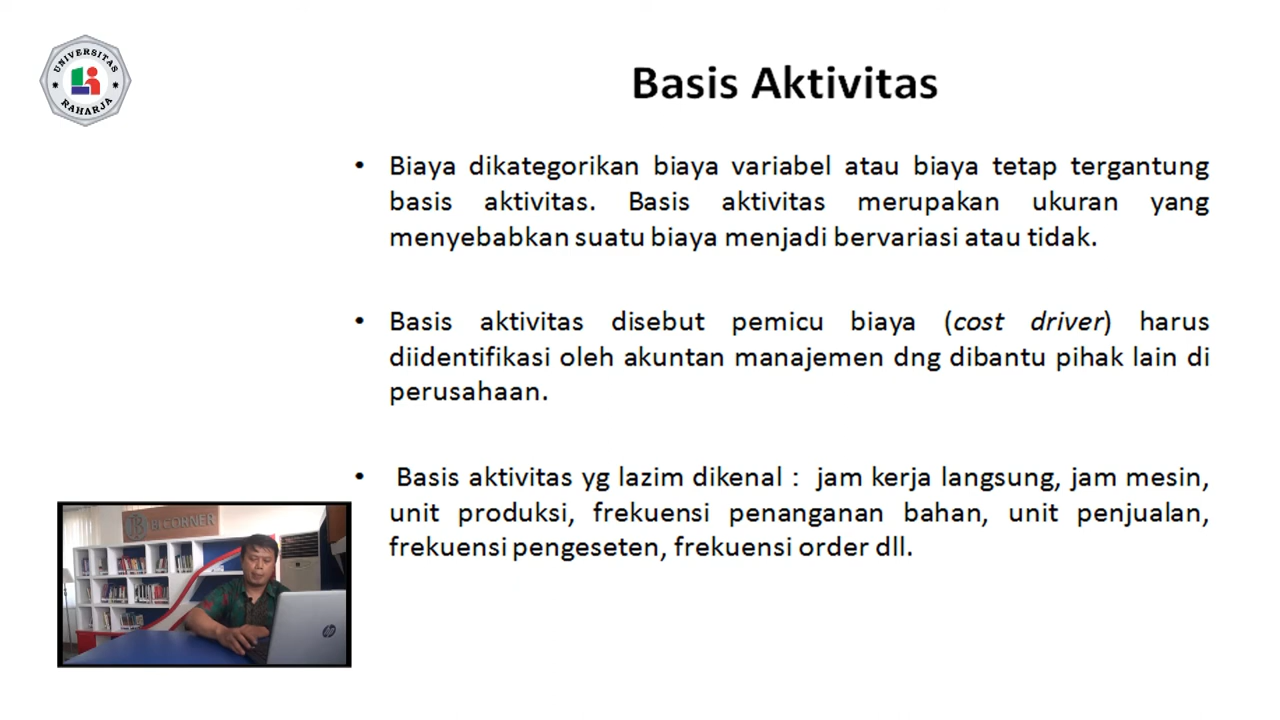 UNIVERSITAS
RAHARJA
Basis Aktivitas
• Biaya dikategorikan biaya variabel atau biaya tetap tergantung
basis aktivitas. Basis aktivitas merupakan ukuran yang
menyebabkan suatu biaya menjadi bervariasi atau tidak.
• Basis aktivitas disebut pemicu biaya (cost driver) harus
diidentifikasi oleh akuntan manajemen dng dibantu pihak lain di
perusahaan.
• Basis aktivitas yg lazim dikenal : jam kerja langsung, jam mesin,
unit produksi, frekuensi penanganan bahan, unit penjualan,
frekuensi pengeseten, frekuensi order dll.
BI CORNER
hp